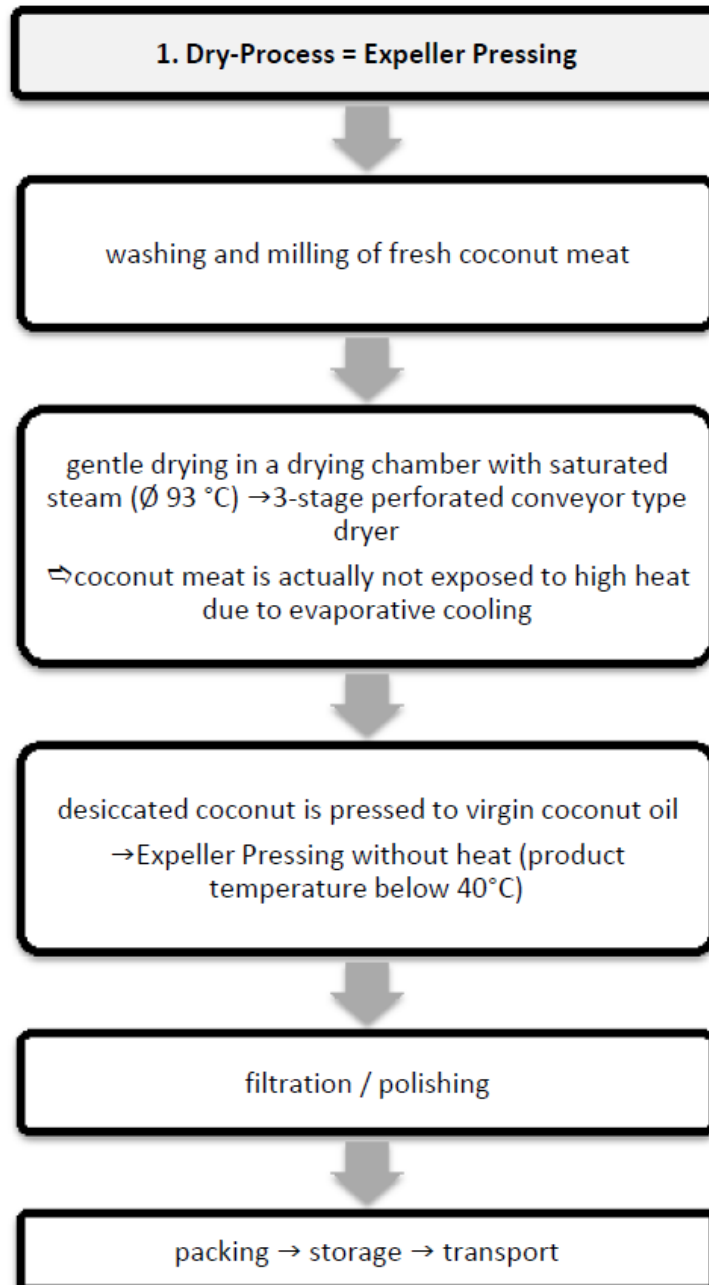 1. Dry-Process = Expeller Pressing
washing and milling of fresh coconut meat
gentle drying in a drying chamber with saturated
steam (Ø 93 °C) →3-stage perforated conveyor type
dryer
⇨coconut meat is actually not exposed to high heat
due to evaporative cooling
desiccated coconut is pressed to virgin coconut oil
→Expeller Pressing without heat (product
temperature below 40°C)
filtration / polishing
packing → storage → transport